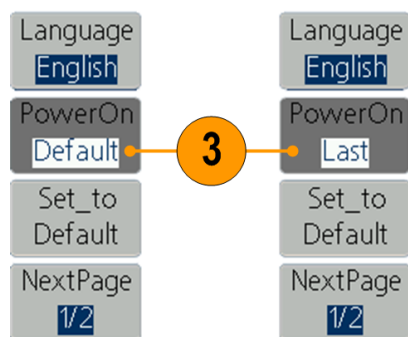 Language
English
PowerOn
Default
Set_to
Default
NextPage
1/2
3
Language
English
PowerOn
Last
Set_to
Default
NextPage
1/2